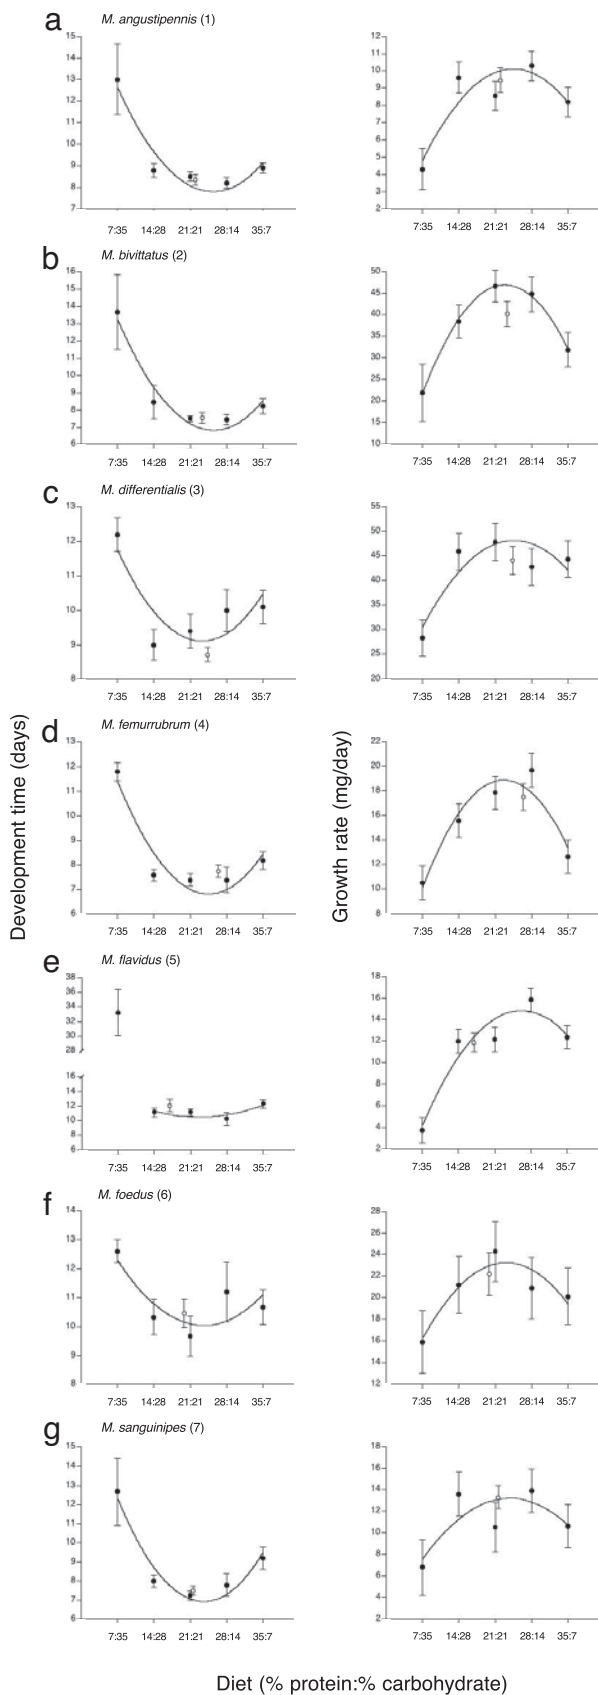 a M. angustipennis (1)
15 14 13 12 11 10 9 8 7
7:35 14:28 21:21 28:14 35:7
12 11 10 9 8 7 6 5 4 3 2
7:35 14:28 21:21 28:14 35:7
b M. bivittatus (2)
16 15 14 13 12 11 10 9 8 7 6
7:35 14:28 21:21 28:14 35:7
50 45 40 35 30 25 20 15 10
7:35 14:28 21:21 28:14 35:7
c M. differentialis (3)
13 12 11 10 9 8
7:35 14:28 21:21 28:14 35:7
55 50 45 40 35 30 25 20
7:35 14:28 21:21 28:14 35:7
Development time (days)
Growth rate (mg/day)
d M. femurrubrum (4)
13 12 11 10 9 8 7 6
7:35 14:28 21:21 28:14 35:7
22 20 18 16 14 12 10 8
7:35 14:28 21:21 28:14 35:7
e M. flavidus (5)
38 36 34 32 30 28 16 14 12 10 8 6
7:35 14:28 21:21 28:14 35:7
18 16 14 12 10 8 6 4 2
7:35 14:28 21:21 28:14 35:7
f M. foedus (6)
14 13 12 11 10 9 8
7:35 14:28 21:21 28:14 35:7
28 26 24 22 20 18 16 14 12
7:35 14:28 21:21 28:14 35:7
g M. sanguinipes (7)
15 14 13 12 11 10 9 8 7 6
7:35 14:28 21:21 28:14 35:7
18 16 14 12 10 8 6 4 2
7:35 14:28 21:21 28:14 35:7
Diet (% protein:% carbohydrate)